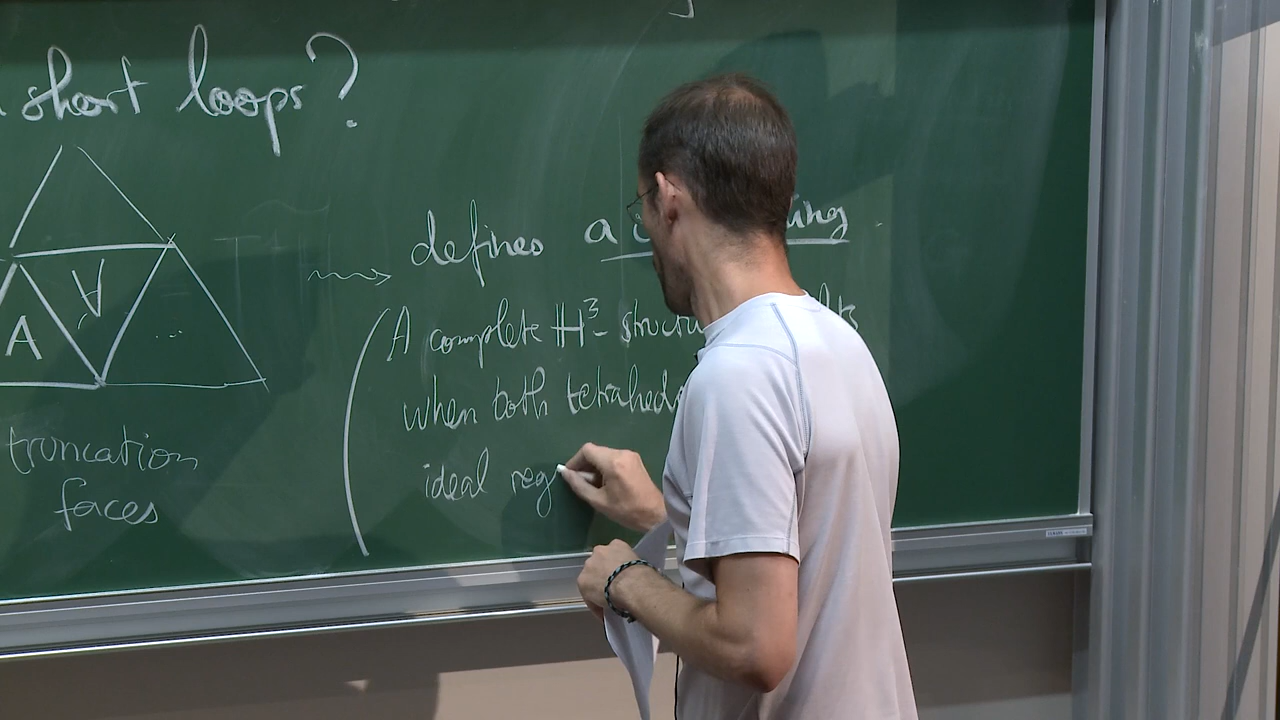 short loops?
defines a
A complete H³- structu
when both tetrahed
ideal reg
A
A
truncation
faces